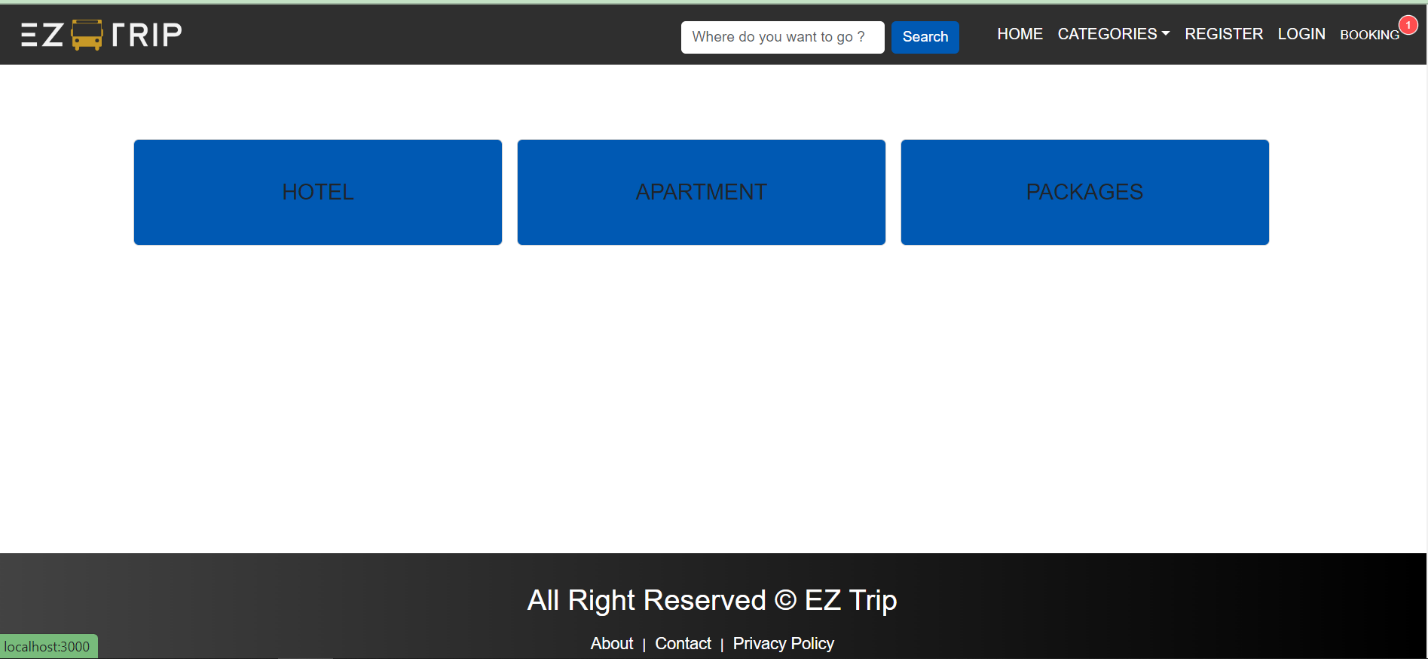 EZ TRIP
Where do you want to go ? Search HOME CATEGORIES REGISTER LOGIN BOOKING 1
HOTEL APARTMENT PACKAGES
All Right Reserved © EZ Trip
About | Contact | Privacy Policy
localhost:3000